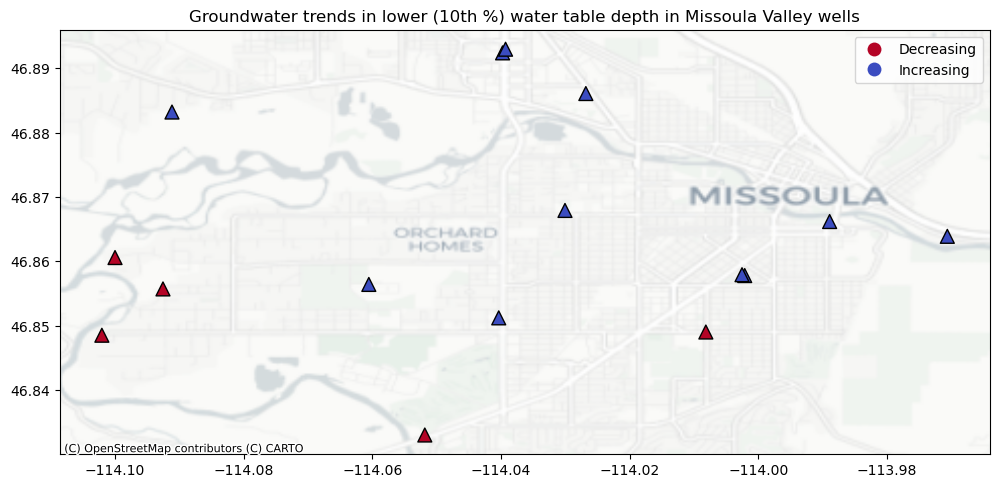 Groundwater trends in lower (10th %) water table depth in Missoula Valley wells
Decreasing
Increasing
46.89
46.88
46.87
46.86
46.85
46.84
MISSOULA
ORCHARD
HOMES
(C) OpenStreetMap contributors (C) CARTO
−114.10
−114.08
−114.06
−114.04
−114.02
−114.00
−113.98